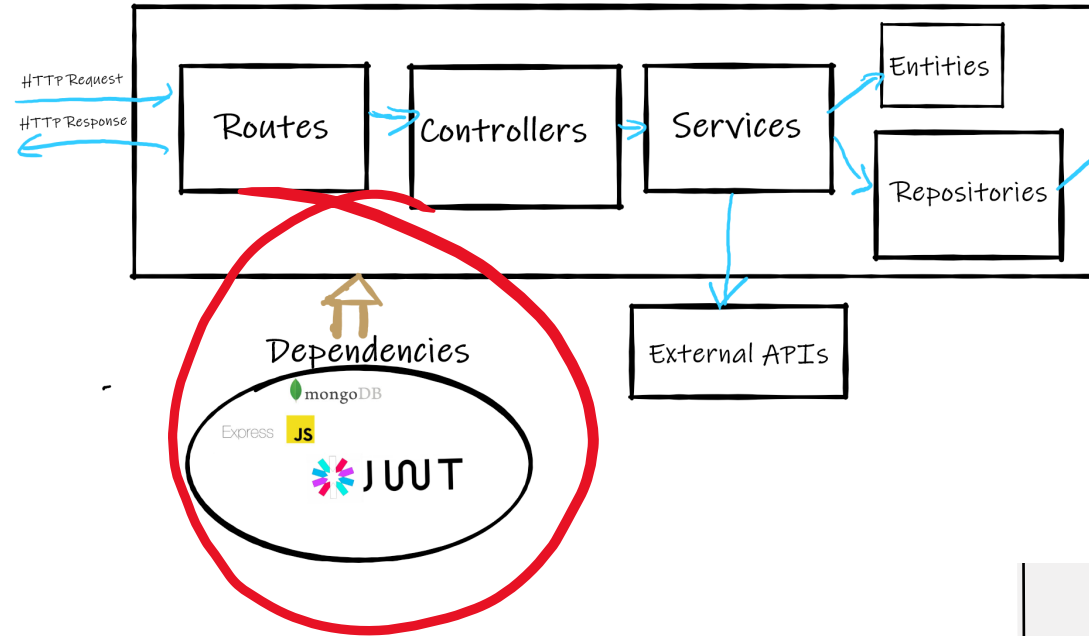 HTTP Request
HTTP Response
Routes
Controllers
Services
Entities
Repositories
External APIs
Dependencies
mongoDB
Express
JS
JWT